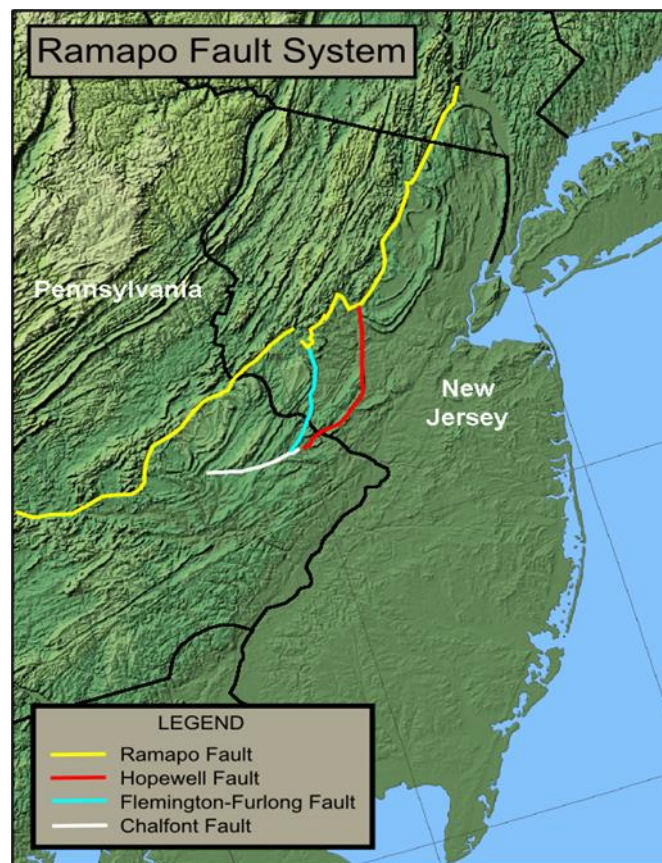 Ramapo Fault System
Pennsylvania
New
Jersey
LEGEND
Ramapo Fault
Hopewell Fault
Flemington-Furlong Fault
Chalfont Fault